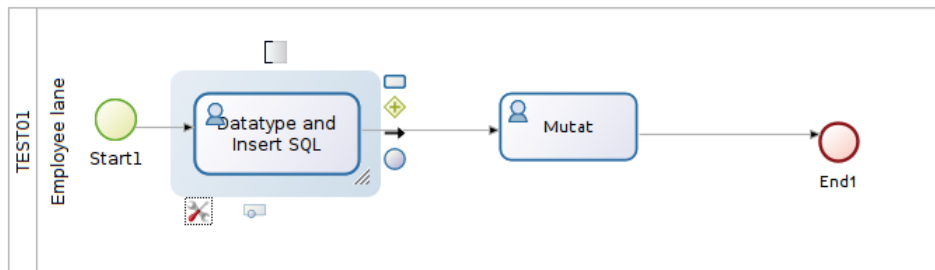 TEST01
Employee lane
Start1
Datatype and
Insert SQL
Mutat
End1